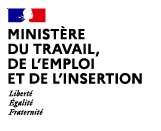 MINISTÈRE
DU TRAVAIL,
DE L'EMPLOI
ET DE L'INSERTION
Liberté
Égalité
Fraternité